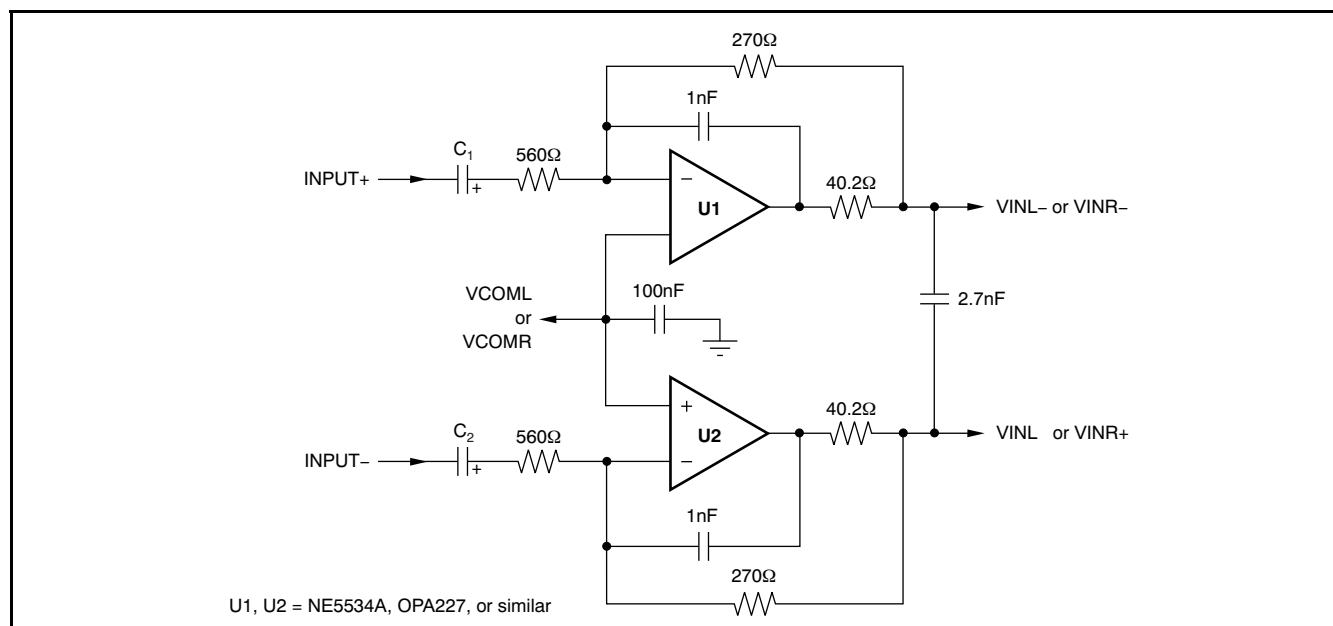 270Ω
1nF
C1
560Ω
INPUT+
+
−
U1
40.2Ω
VINL− or VINR−
VCOML
or
VCOMR
100nF
2.7nF
+
U2
−
40.2Ω
VINL or VINR+
C2
560Ω
INPUT−
+
1nF
270Ω
U1, U2 = NE5534A, OPA227, or similar